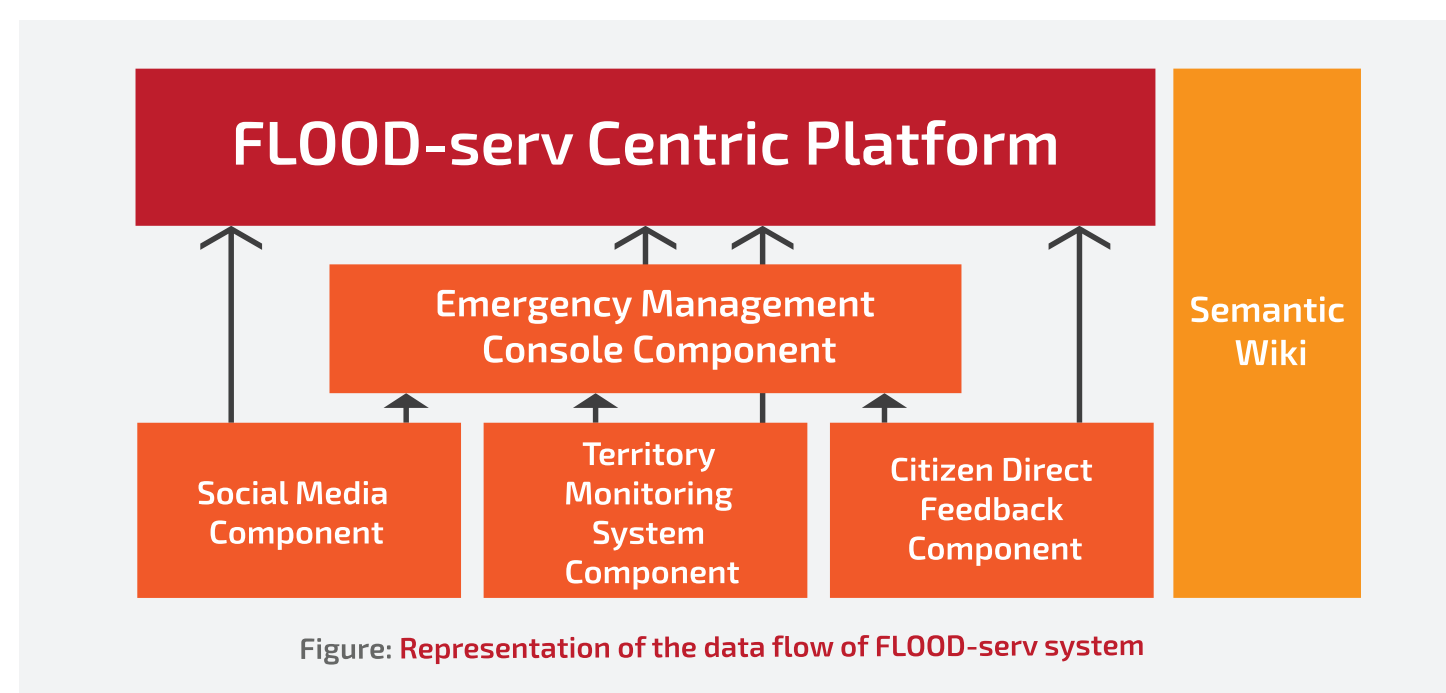 FLOOD-serv Centric Platform
Emergency Management
Console Component
Semantic
Wiki
Social Media
Component
Territory
Monitoring
System
Component
Citizen Direct
Feedback
Component
Figure: Representation of the data flow of FLOOD-serv system